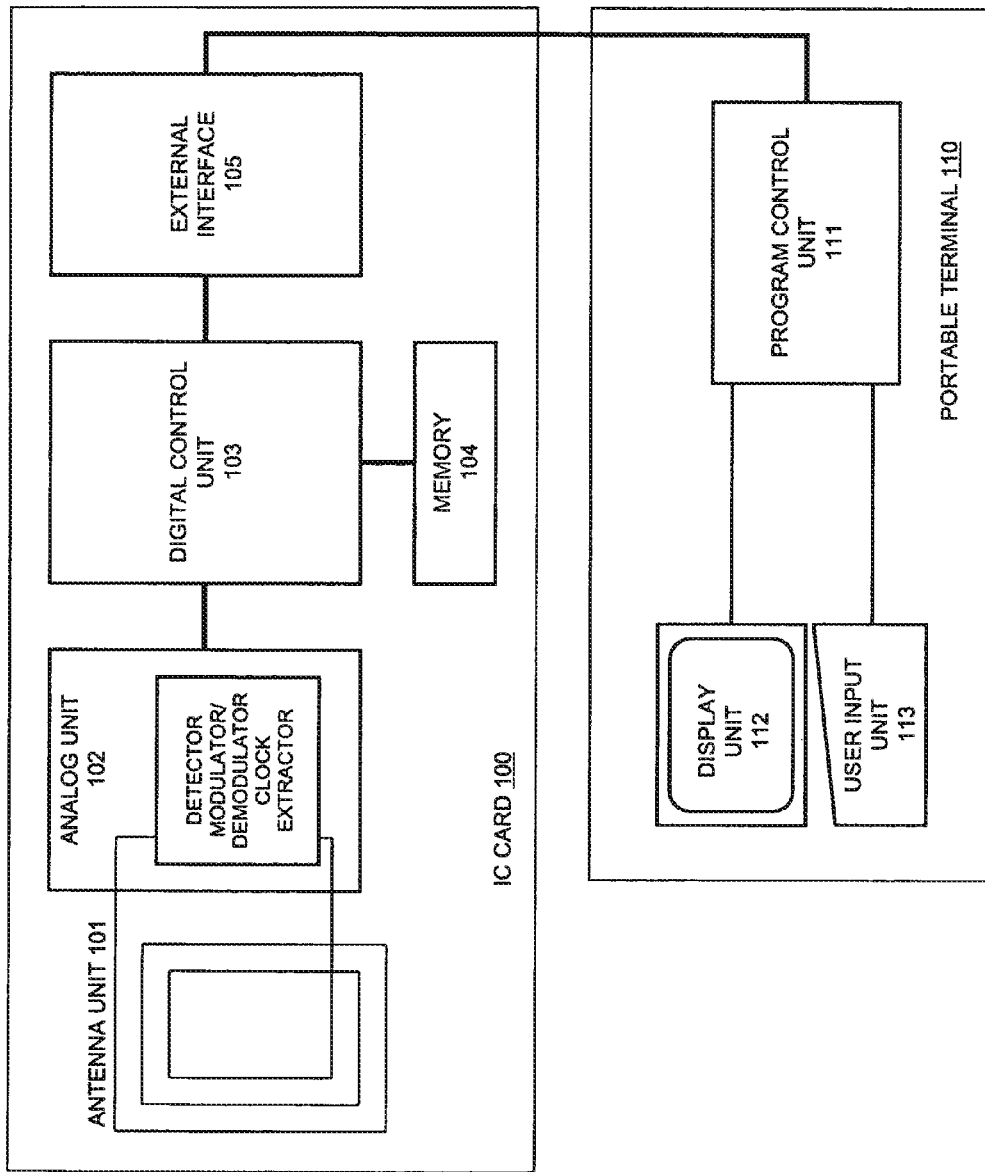 ANTENNA UNIT 101
ANALOG UNIT
102
DETECTOR
MODULATOR/
DEMODULATOR
CLOCK
EXTRACTOR
DIGITAL CONTROL
UNIT
103
EXTERNAL
INTERFACE
105
MEMORY
104
IC CARD 100
DISPLAY
UNIT
112
USER INPUT
UNIT
113
PROGRAM CONTROL
UNIT
111
PORTABLE TERMINAL 110